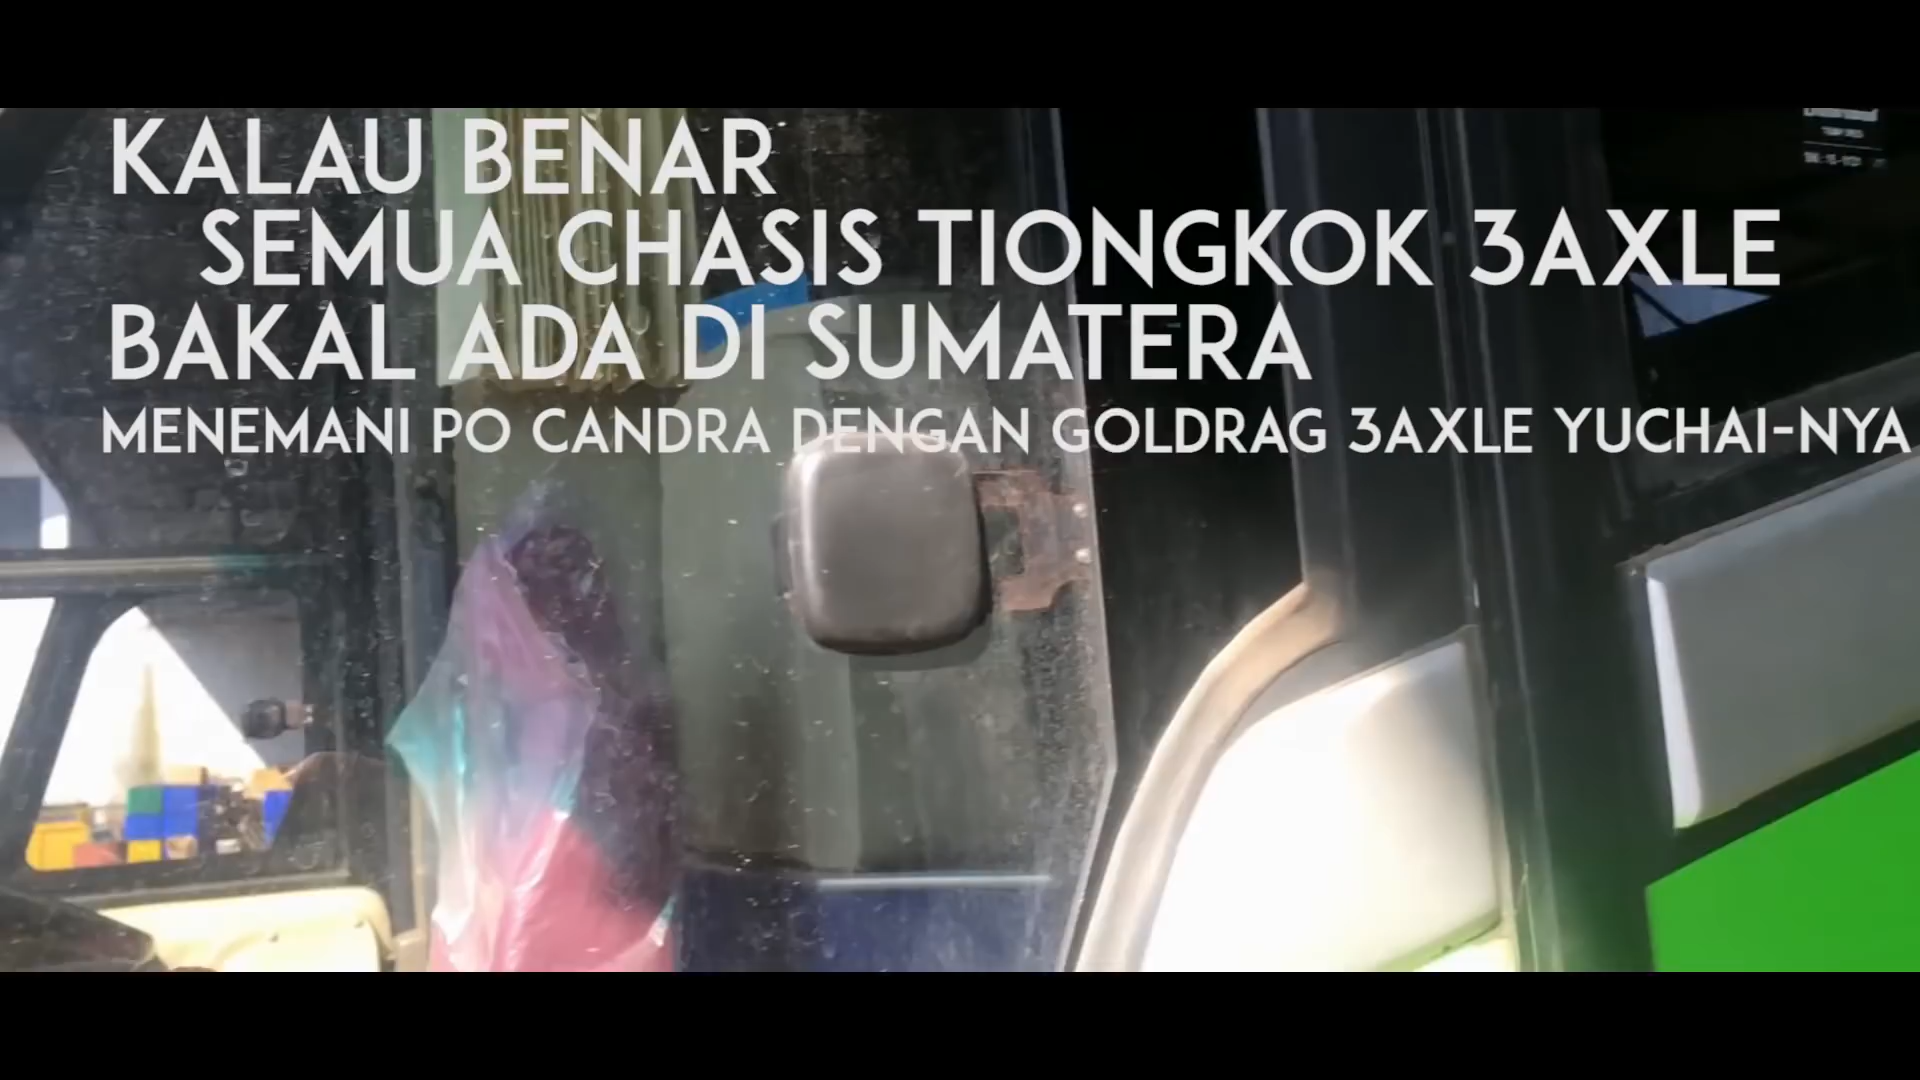 KALAU BENAR
SEMUA CHASIS TIONGKOK 3AXLE
BAKAL ADA DI SUMATERA
MENEMANI PO CANDRA DENGAN GOLDRAG 3AXLE YUCHAI-NYA